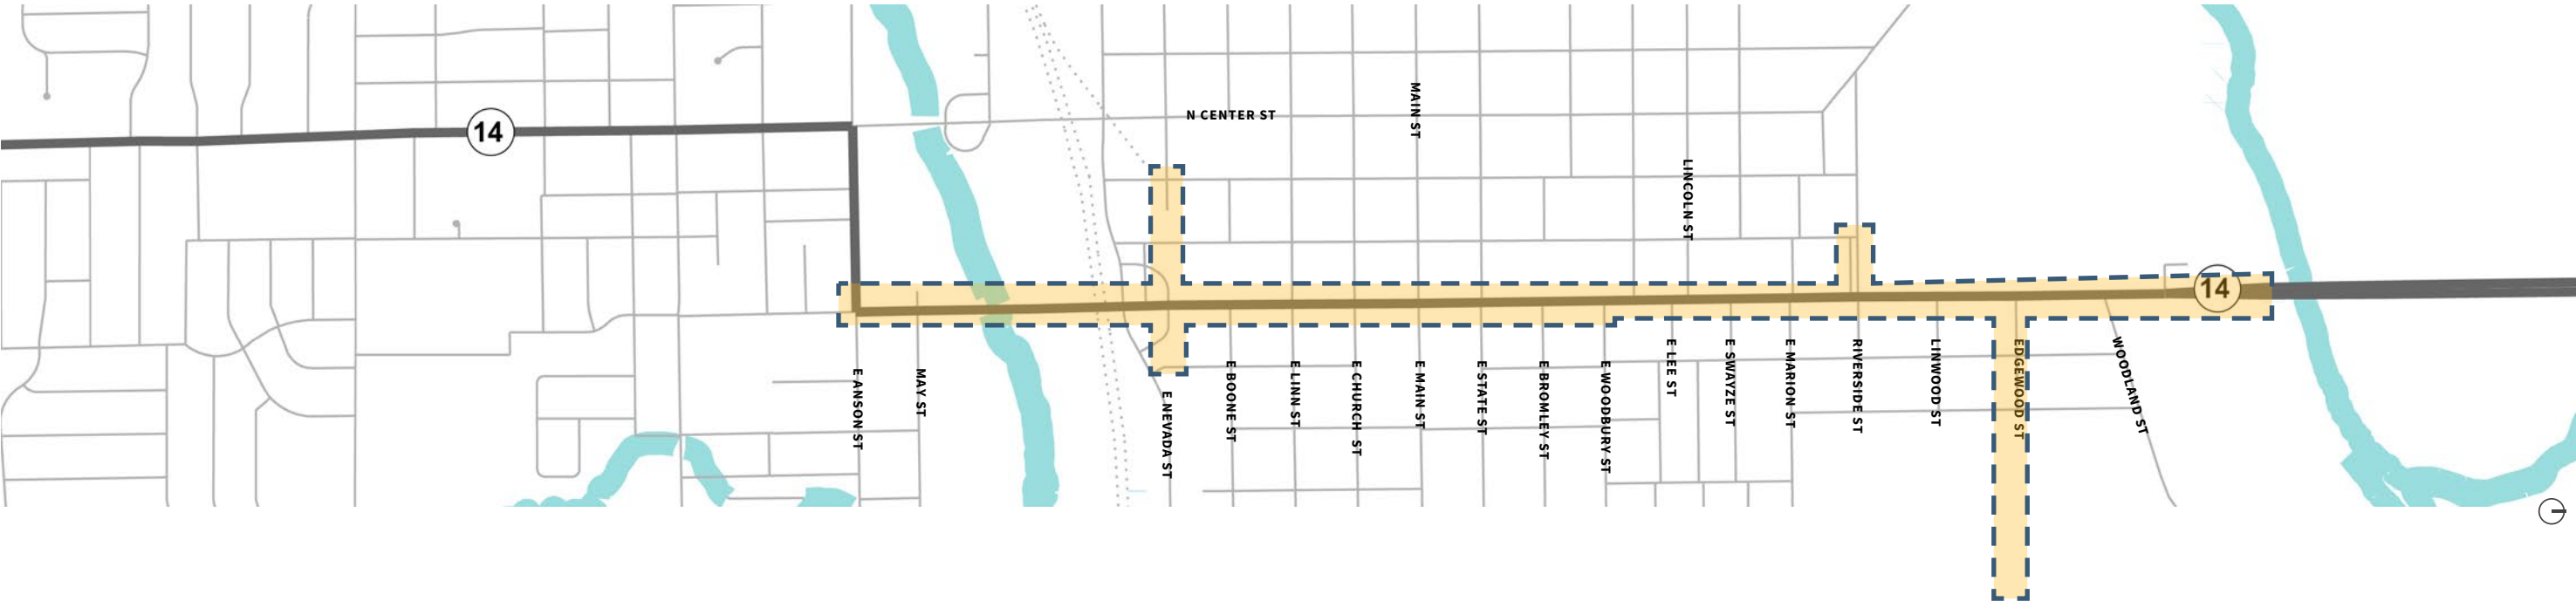 14
N CENTER ST
MAIN ST
LINCOLN ST
14
E ANSON ST
MAY ST
E NEVADA ST
E BOONE ST
E LINN ST
E CHURCH ST
E MAIN ST
E STATE ST
E BROMLEY ST
E WOODBURY ST
E LEE ST
E SWAYZE ST
E MARION ST
RIVERSIDE ST
LINWOOD ST
EDGEWOOD ST
WOODLAND ST